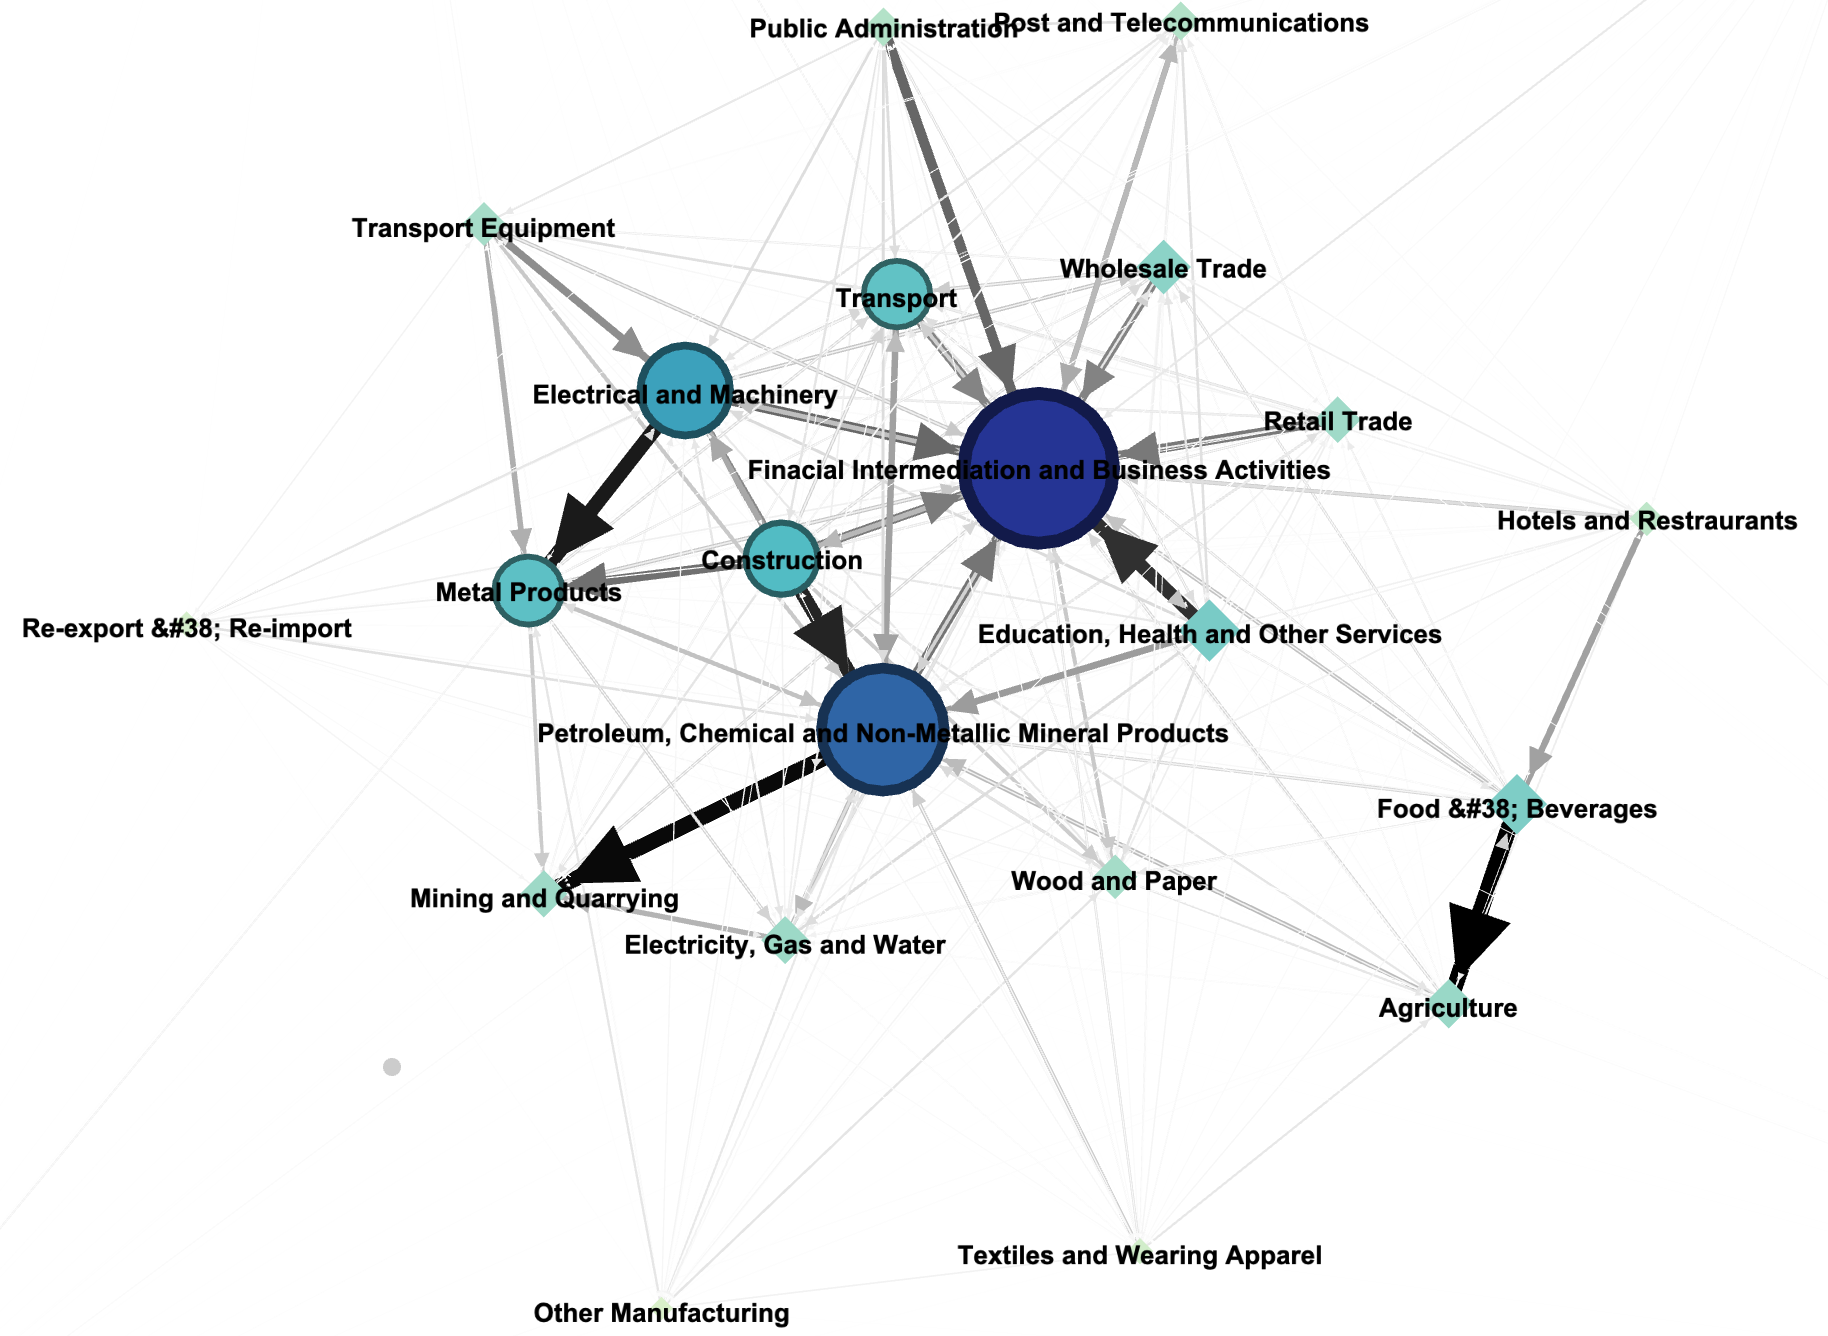 Public Administration
Post and Telecommunications
Transport Equipment
Wholesale Trade
Transport
Electrical and Machinery
Retail Trade
Finacial Intermediation and Business Activities
Hotels and Restraurants
Construction
Metal Products
Re-export &#38; Re-import
Education, Health and Other Services
Petroleum, Chemical and Non-Metallic Mineral Products
Food &#38; Beverages
Wood and Paper
Mining and Quarrying
Electricity, Gas and Water
Agriculture
Textiles and Wearing Apparel
Other Manufacturing